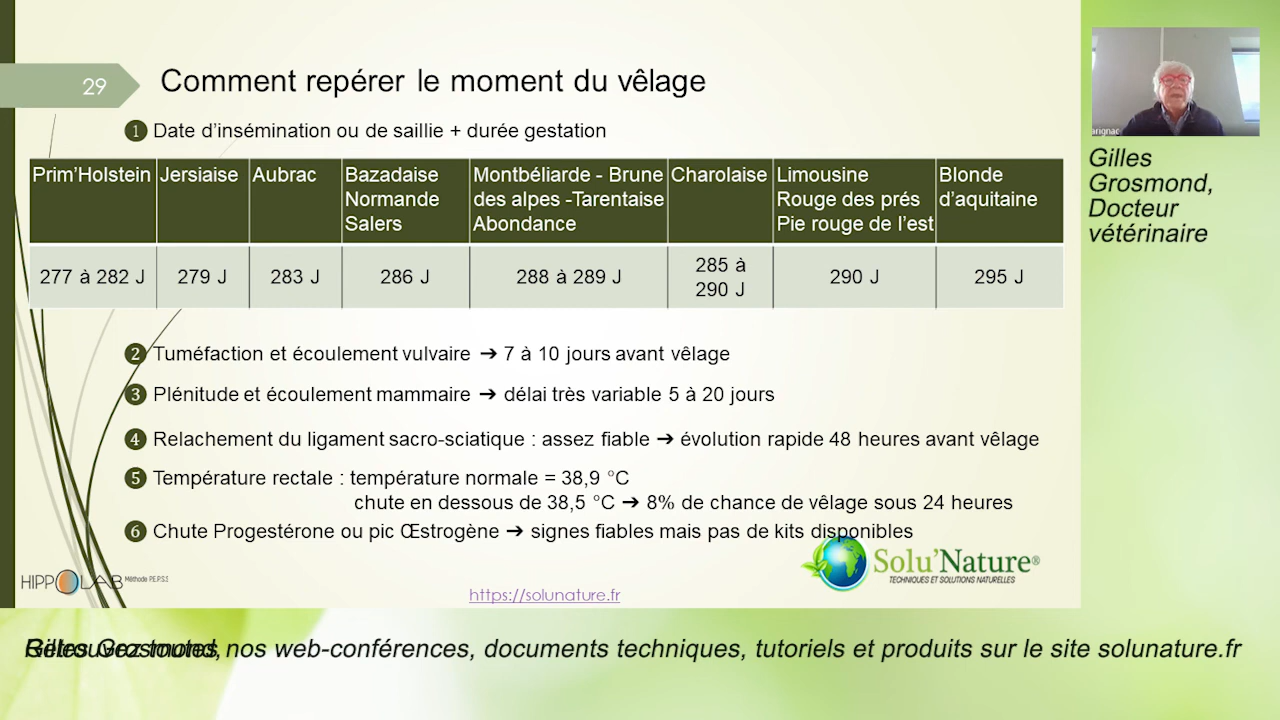 29
Comment repérer le moment du vêlage
1 Date d'insémination ou de saillie + durée gestation
Prim'Holstein
Jersiaise
Aubrac
Bazadaise
Normande
Salers
Montbéliarde - Brune
des alpes -Tarentaise
Abondance
Charolaise
Limousine
Rouge des prés
Pie rouge de l'est
Blonde
d'aquitaine
277 à 282 J
279 J
283 J
286 J
288 à 289 J
285 à
290 J
290 J
295 J
2 Tuméfaction et écoulement vulvaire ➔ 7 à 10 jours avant vêlage
3 Plénitude et écoulement mammaire ➔ délai très variable 5 à 20 jours
4 Relachement du ligament sacro-sciatique : assez fiable ➔ évolution rapide 48 heures avant vêlage
5 Température rectale : température normale = 38,9 °C
chute en dessous de 38,5 °C ➔ 8% de chance de vêlage sous 24 heures
6 Chute Progestérone ou pic Œstrogène ➔ signes fiables mais pas de kits disponibles
HIPPOLAB Méthode P.E.P.S.3
https://solunature.fr
Solu'Nature®
TECHNIQUES ET SOLUTIONS NATURELLES
Gilles
Grosmond,
Docteur
vétérinaire
nos web-conférences, documents techniques, tutoriels et produits sur le site solunature.fr